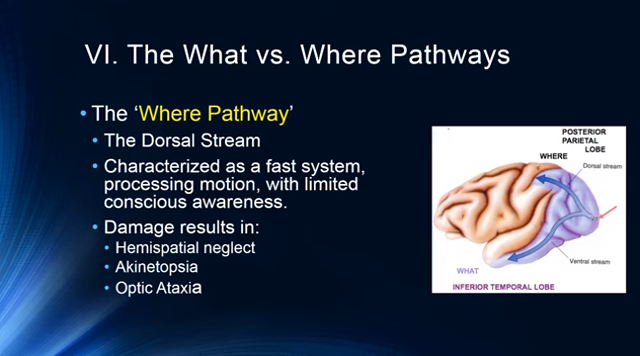 VI. The What vs. Where Pathways
• The ‘Where Pathway’
• The Dorsal Stream
• Characterized as a fast system,
processing motion, with limited
conscious awareness.
• Damage results in:
• Hemispatial neglect
• Akinetopsia
• Optic Ataxia
POSTERIOR
PARIETAL
LOBE
WHERE
Dorsal stream
Ventral stream
WHAT
INFERIOR TEMPORAL LOBE